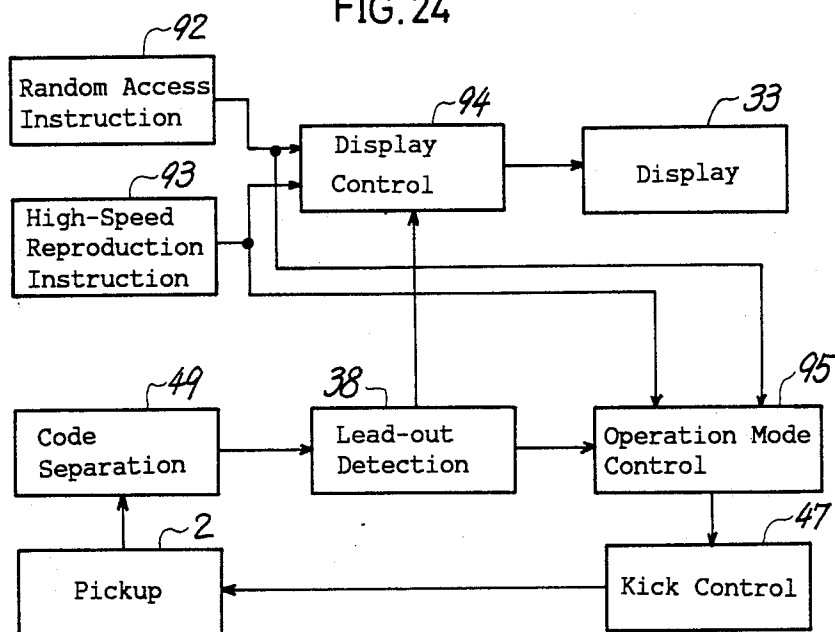 FIG. 24
92
Random Access
Instruction
94
Display
Control
33
Display
93
High-Speed
Reproduction
Instruction
49
Code
Separation
38
Lead-out
Detection
95
Operation Mode
Control
2
Pickup
47
Kick Control